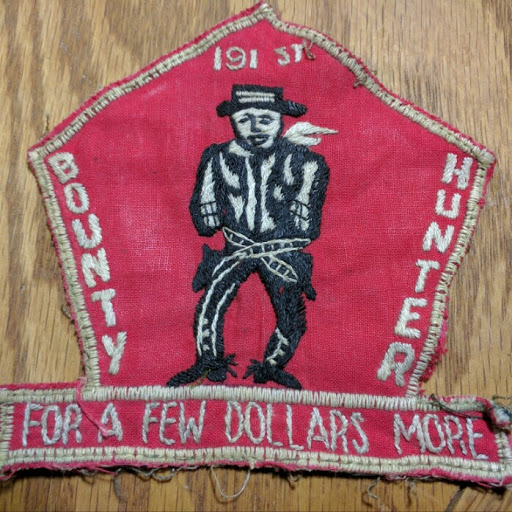 191 ST
BOUNTY
HUNTER
FOR A FEW DOLLARS MORE